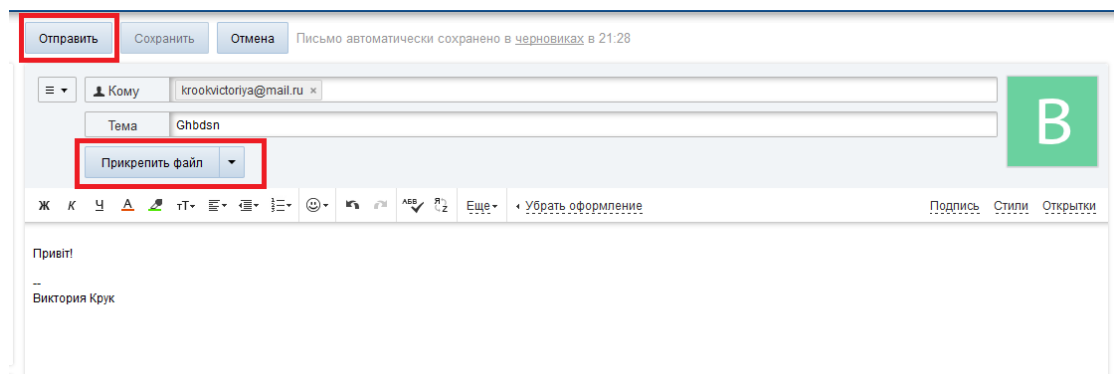 Отправить Сохранить Отмена Письмо автоматически сохранено в черновиках в 21:28
Кому krookvictoriya@mail.ru ×
В
Тема Ghbdsn
Прикрепить файл
Ж К Ч А тТ АБВ Я Z Еще Убрать оформление Подпись Стили Открытки
Привіт!
--
Виктория Крук